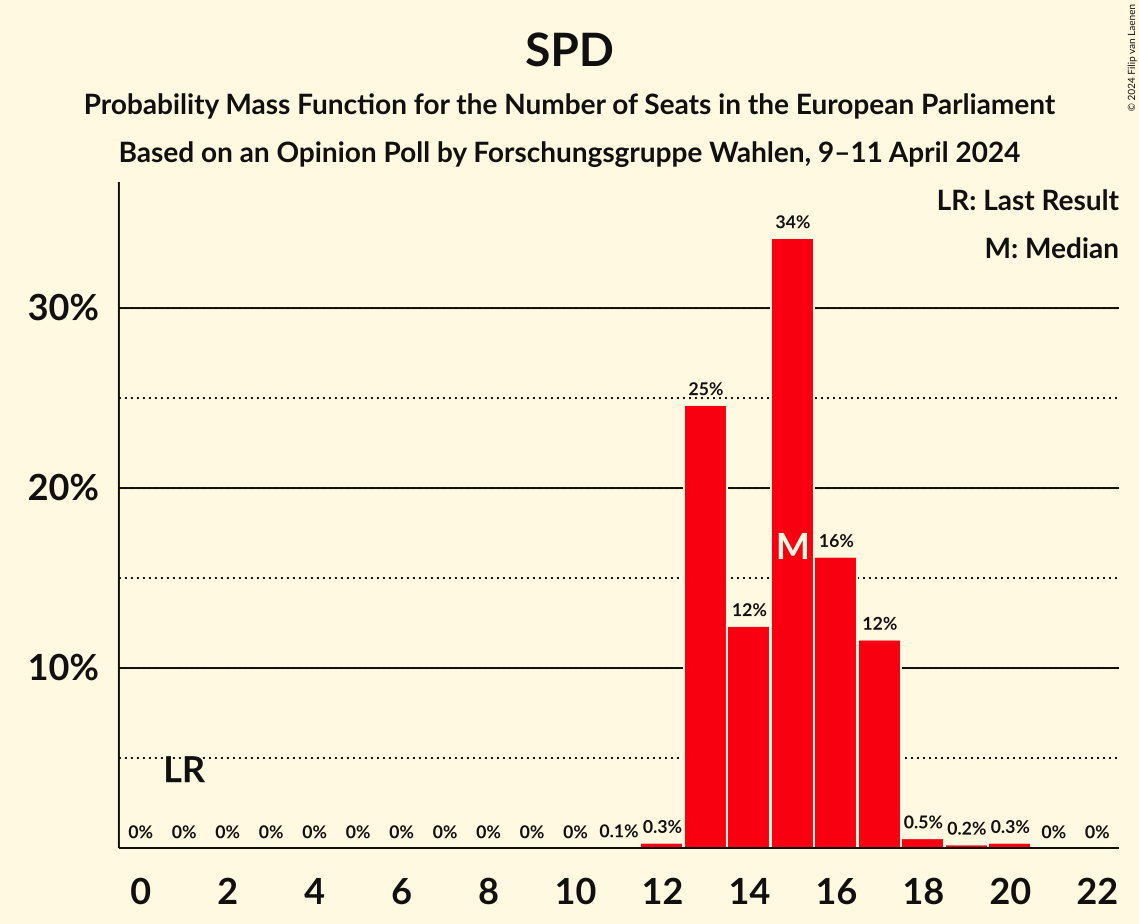 SPD
Probability Mass Function for the Number of Seats in the European Parliament
Based on an Opinion Poll by Forschungsgruppe Wahlen, 9–11 April 2024
© 2024 Filip van Laenen
LR: Last Result
M: Median
34%
30%
25%
20%
M
16%
12%
12%
10%
LR
0% 0% 0% 0% 0% 0% 0% 0% 0% 0% 0% 0.1% 0.3% 0.5% 0.2% 0.3% 0% 0%
0 2 4 6 8 10 12 14 16 18 20 22